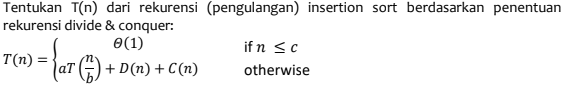 Tentukan T(n) dari rekurensi (pengulangan) insertion sort berdasarkan penentuan
rekurensi divide & conquer:
T(n) = { θ(1) if n ≤ c
aT(n/b) + D(n) + C(n) otherwise